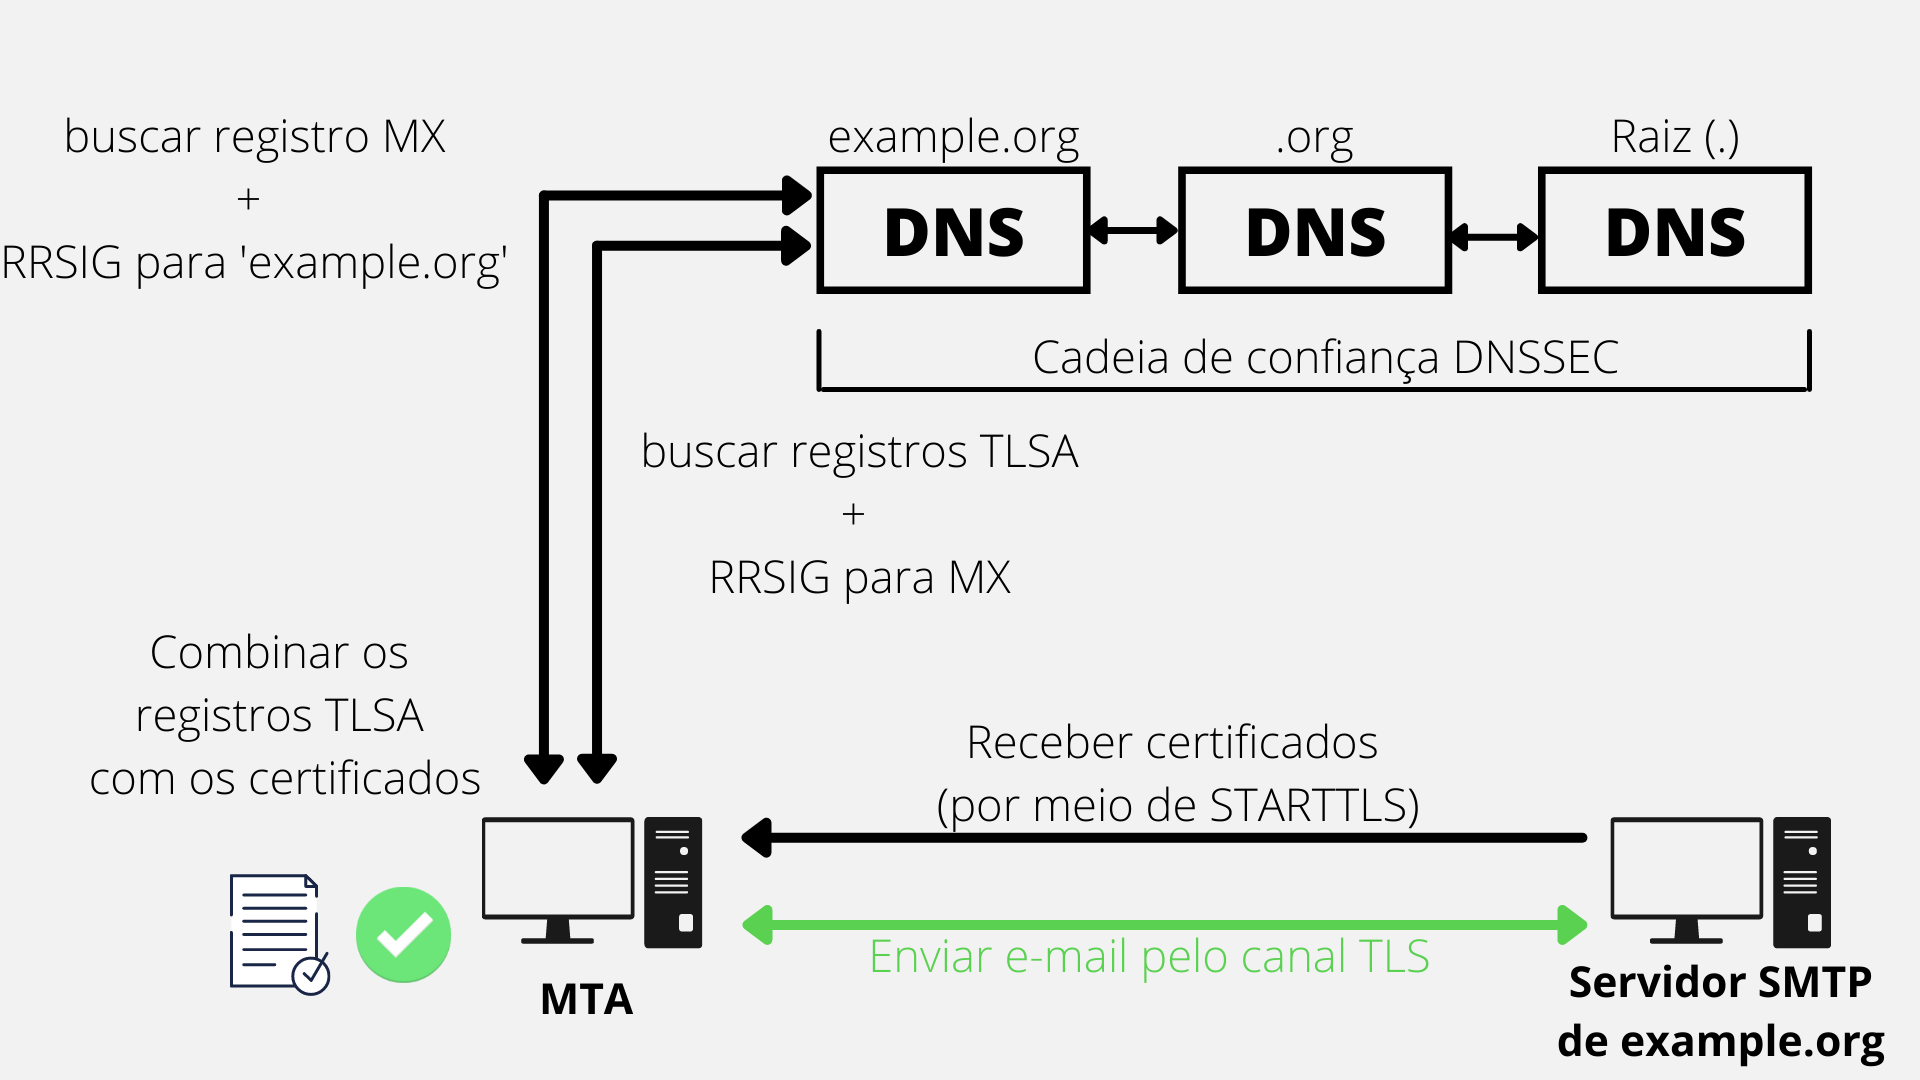 buscar registro MX
+
RRSIG para 'example.org'
example.org
.org
Raiz (.)
DNS
DNS
DNS
Cadeia de confiança DNSSEC
buscar registros TLSA
+
RRSIG para MX
Combinar os
registros TLSA
com os certificados
Receber certificados
(por meio de STARTTLS)
Enviar e-mail pelo canal TLS
MTA
Servidor SMTP
de example.org